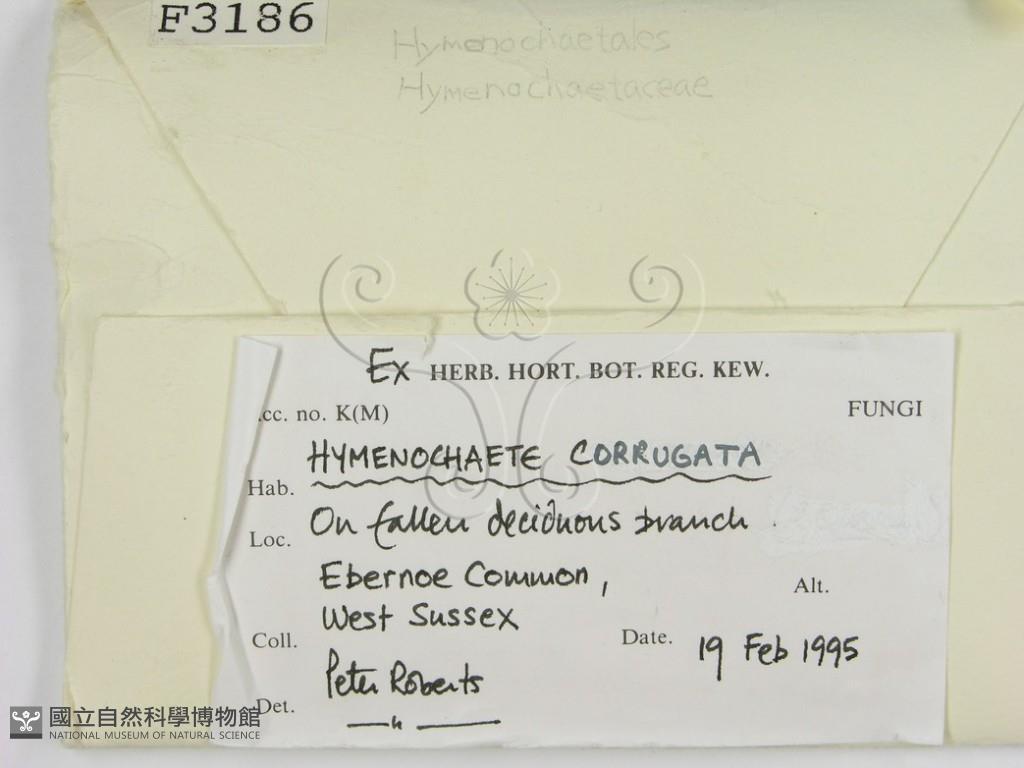 F3186
Hymenochaetales
Hymenochaetaceae
Ex HERB. HORT. BOT. REG. KEW.
.cc. no. K(M) FUNGI
HYMENOCHAETE CORRUGATA
Hab.
On fallen deciduous branch.
Loc.
Ebernoe Common, Alt.
West Sussex
Coll. Date. 19 Feb 1995
Peter Roberts
Det.
—"—
國立自然科學博物館
NATIONAL MUSEUM OF NATURAL SCIENCE